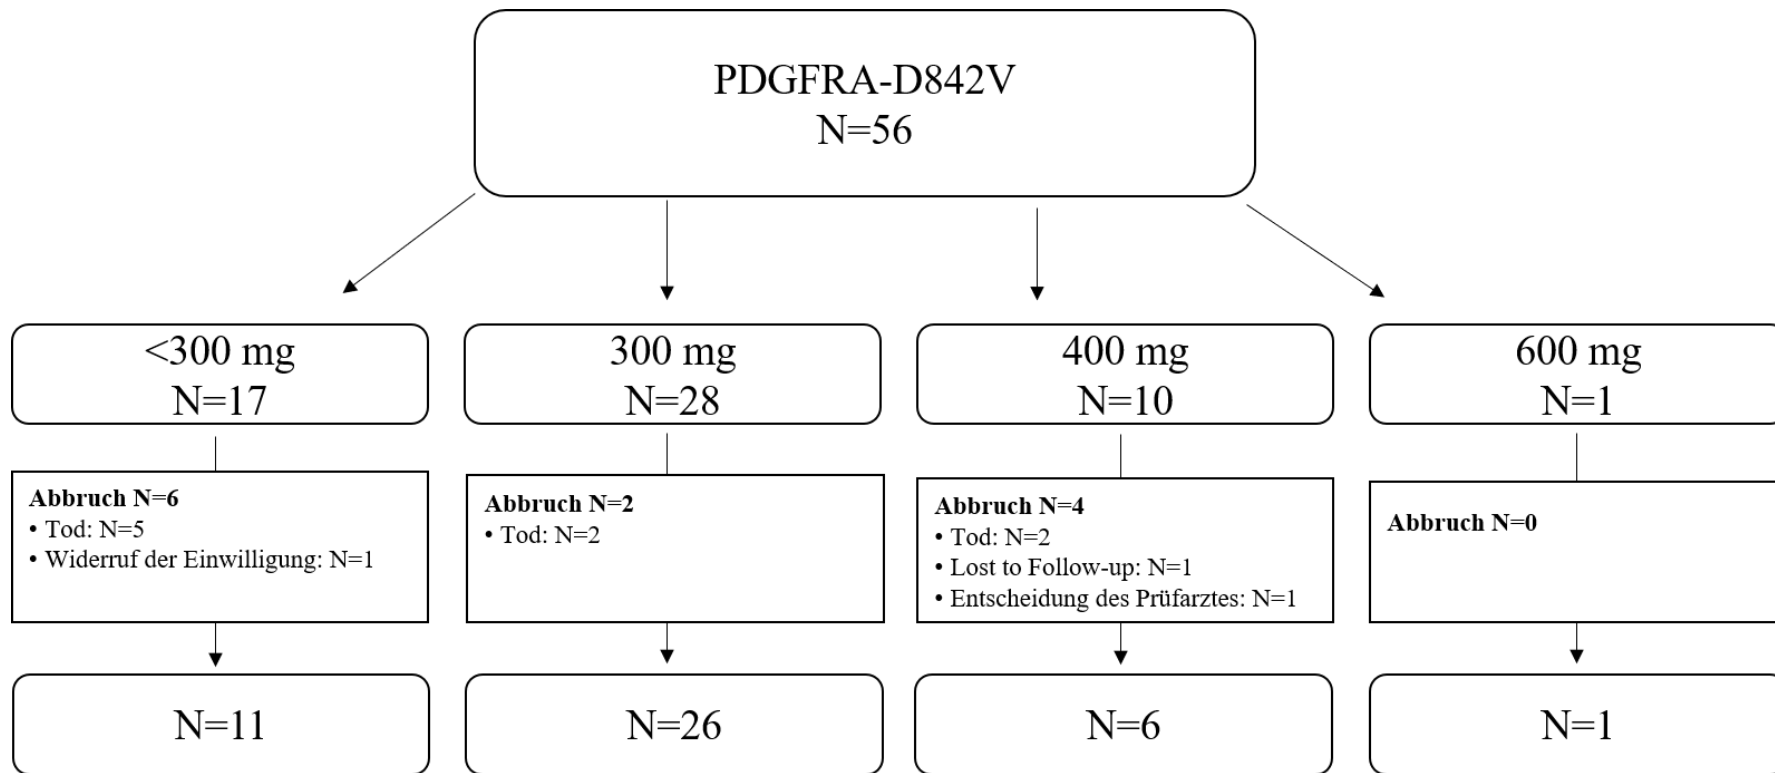 PDGFRA-D842V
N=56
<300 mg
N=17
300 mg
N=28
400 mg
N=10
600 mg
N=1
Abbruch N=6
• Tod: N=5
• Widerruf der Einwilligung: N=1
Abbruch N=2
• Tod: N=2
Abbruch N=4
• Tod: N=2
• Lost to Follow-up: N=1
• Entscheidung des Prüfarztes: N=1
Abbruch N=0
N=11
N=26
N=6
N=1